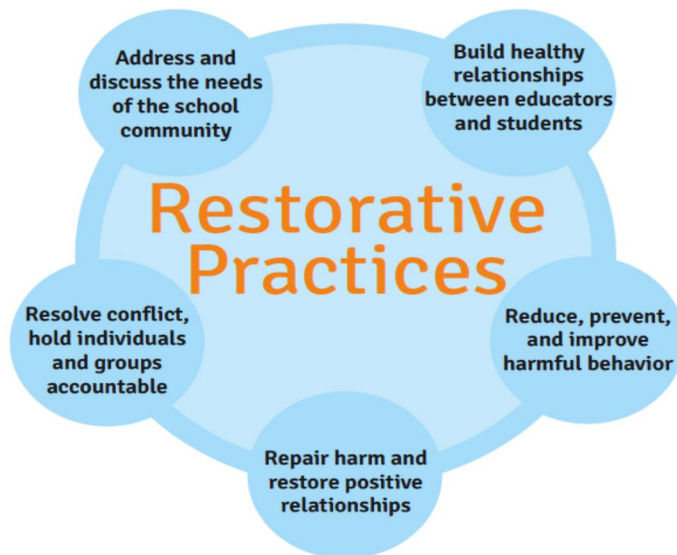 Address and
discuss the needs
of the school
community
Build healthy
relationships
between educators
and students
Restorative
Practices
Resolve conflict,
hold individuals
and groups
accountable
Reduce, prevent,
and improve
harmful behavior
Repair harm and
restore positive
relationships